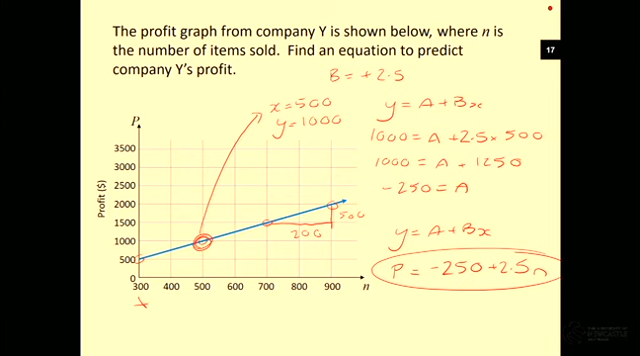 The profit graph from company Y is shown below, where n is
the number of items sold. Find an equation to predict
company Y's profit.
17
B = +2.5
x=500
y=1000
y = A + Bx
1000 = A + 2.5 x 500
1000 = A + 1250
-250 = A
y = A + Bx
P = -250 + 2.5n
P
Profit ($)
3500
3000
2500
2000
1500
1000
500
0
500
200
300 400 500 600 700 800 900 n